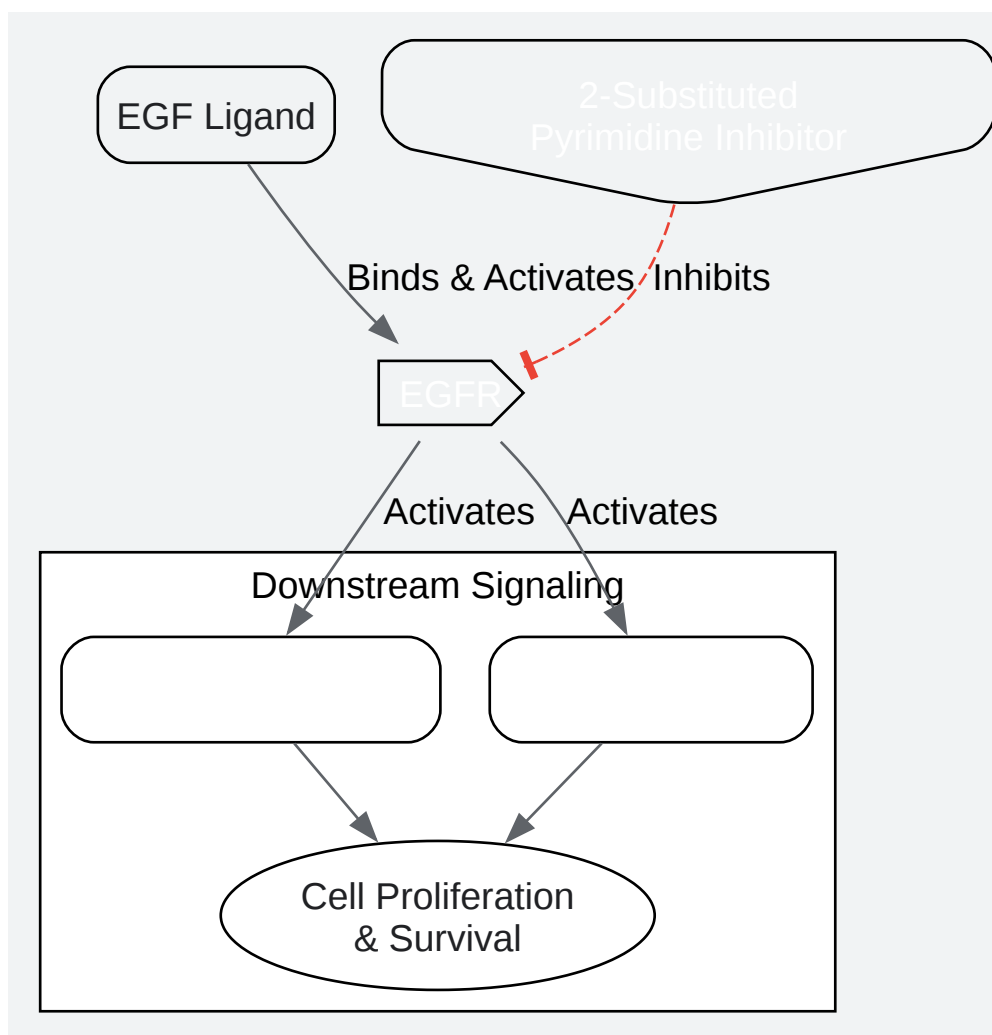 EGF Ligand
2-Substituted
Pyrimidine Inhibitor
Binds & Activates
Inhibits
EGFR
Activates
Activates
Downstream Signaling
Cell Proliferation
& Survival